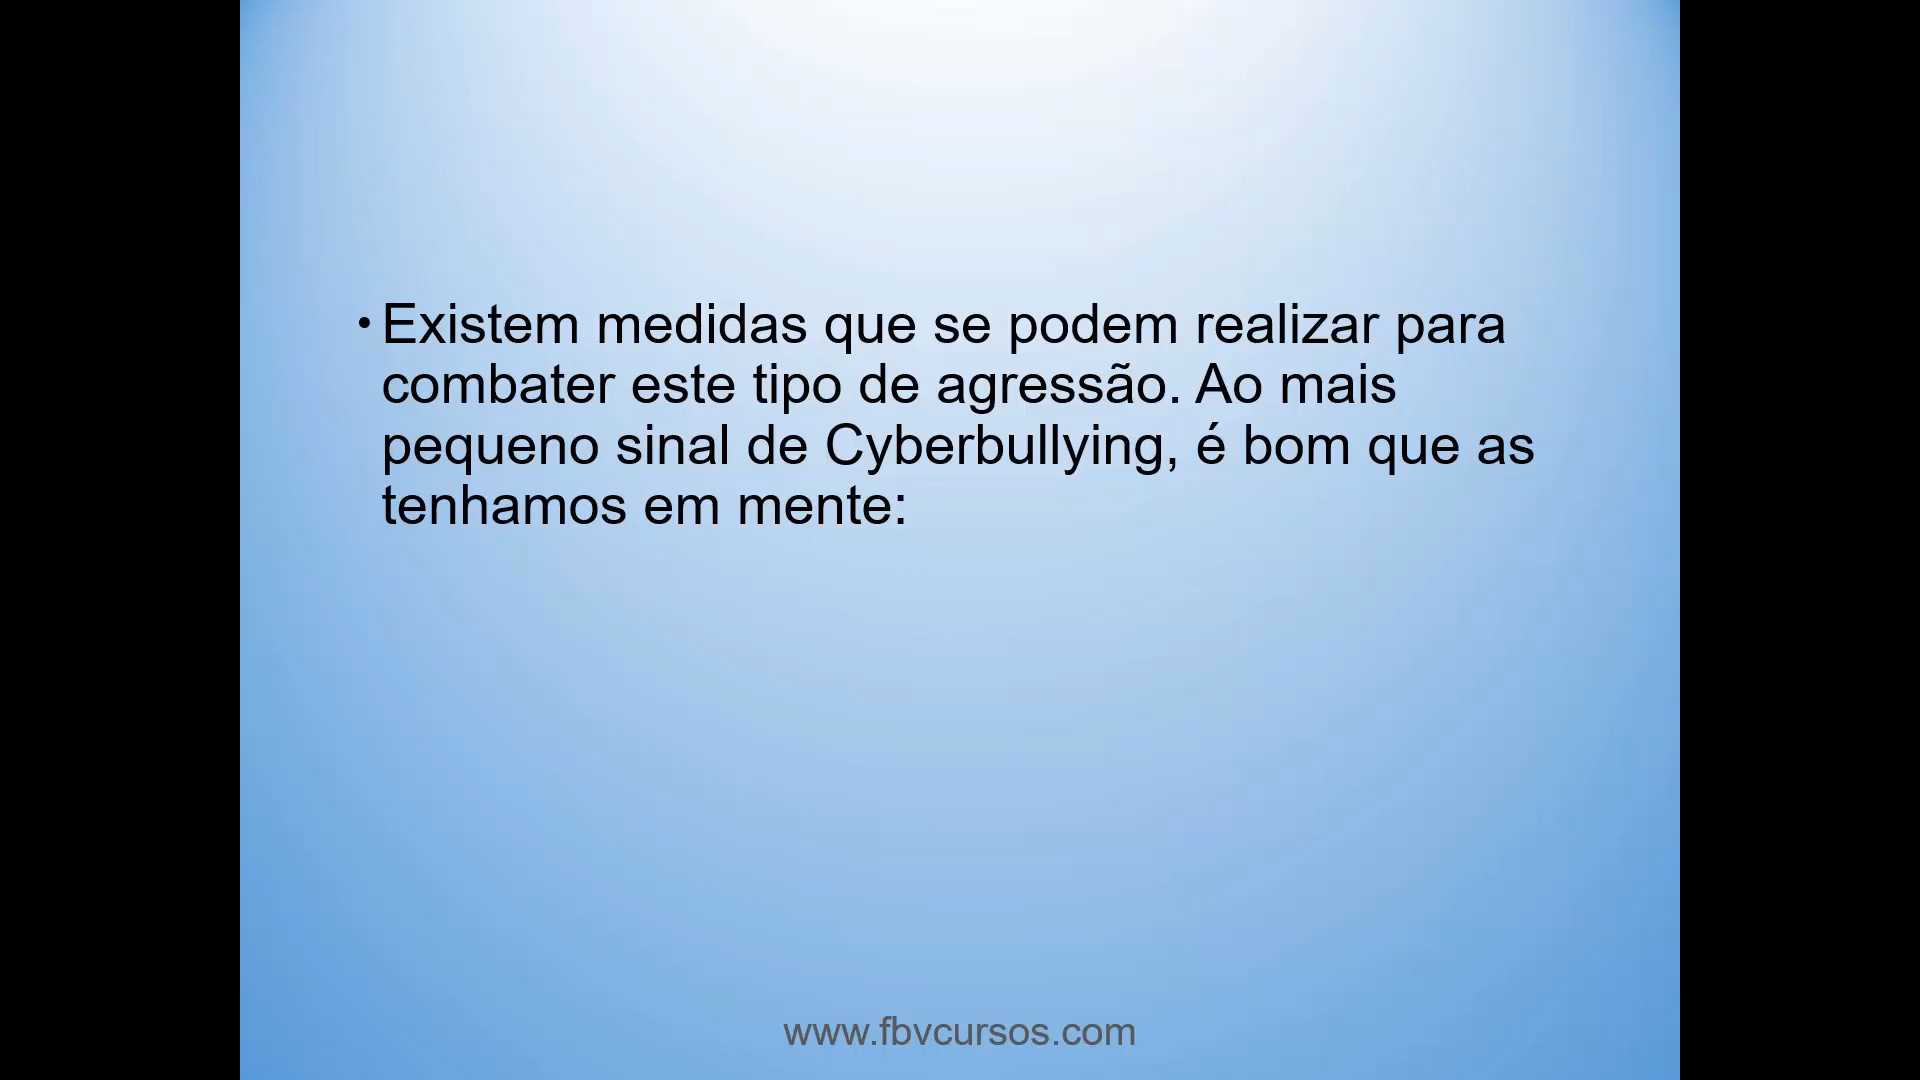 • Existem medidas que se podem realizar para
combater este tipo de agressão. Ao mais
pequeno sinal de Cyberbullying, é bom que as
tenhamos em mente:
www.fbvcursos.com